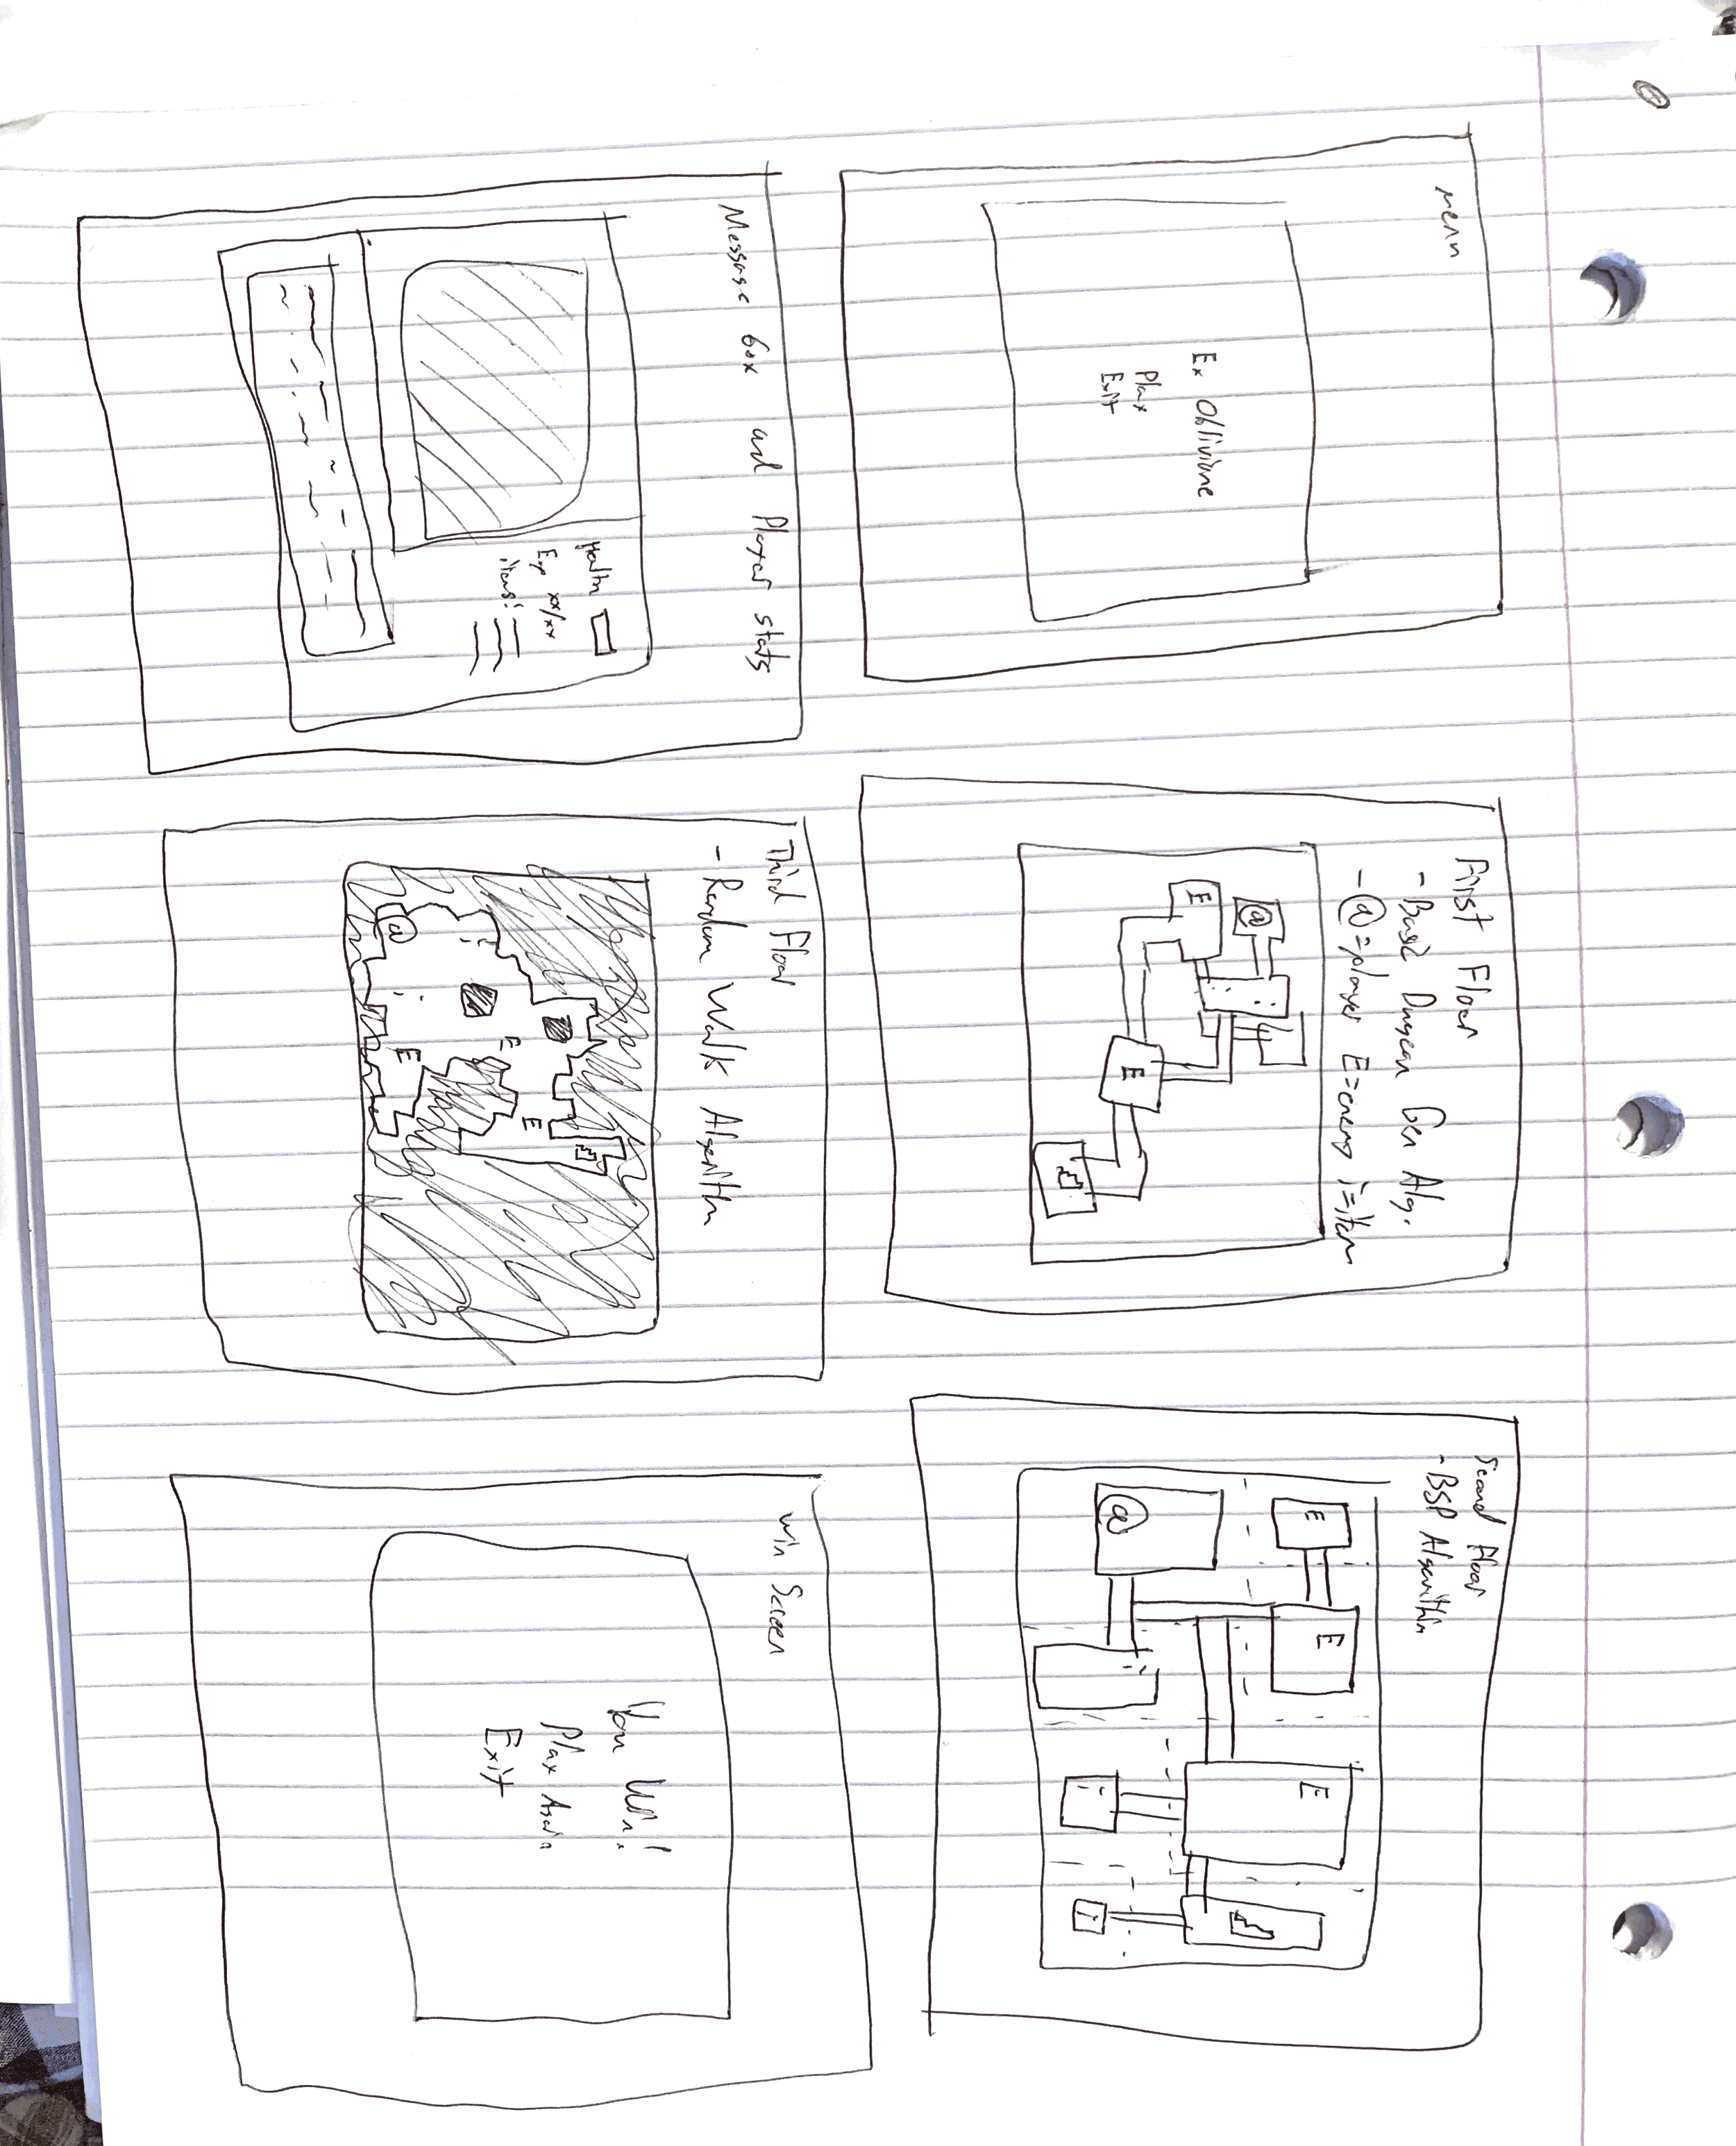 menu
Ex Oblivione
Play
Exit
First Floor
- Basic Dungeon Gen Alg.
- @=player E=enemy i=item
@
E
i
E
Second Floor
- BSP Algorithm
E
E
E
@
i
i
i
Message box and Player stats
Health
Exp xx/xx
items:
Third Floor
- Random Walk Algorithm
@
i
i
E
E
E
Win Screen
You Win!
Play Again
Exit